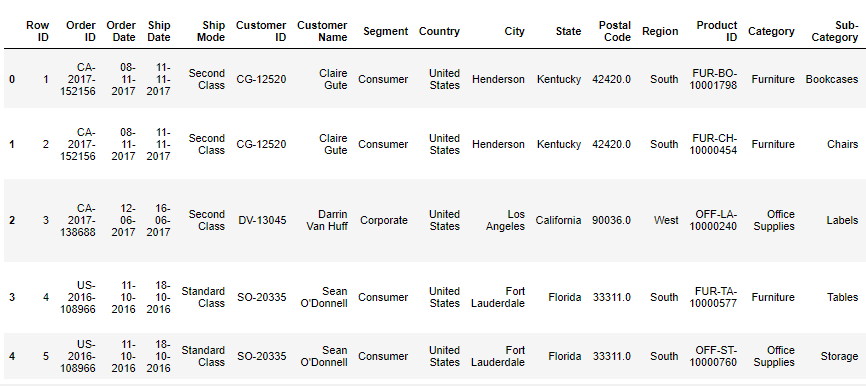 Row ID Order ID Order Date Ship Date Ship Mode Customer ID Customer Name Segment Country City State Postal Code Region Product ID Category Sub-Category
0 1 CA-2017-152156 08-11-2017 11-11-2017 Second Class CG-12520 Claire Gute Consumer United States Henderson Kentucky 42420.0 South FUR-BO-10001798 Furniture Bookcases
1 2 CA-2017-152156 08-11-2017 11-11-2017 Second Class CG-12520 Claire Gute Consumer United States Henderson Kentucky 42420.0 South FUR-CH-10000454 Furniture Chairs
2 3 CA-2017-138688 12-06-2017 16-06-2017 Second Class DV-13045 Darrin Van Huff Corporate United States Los Angeles California 90036.0 West OFF-LA-10000240 Office Supplies Labels
3 4 US-2016-108966 11-10-2016 18-10-2016 Standard Class SO-20335 Sean O'Donnell Consumer United States Fort Lauderdale Florida 33311.0 South FUR-TA-10000577 Furniture Tables
4 5 US-2016-108966 11-10-2016 18-10-2016 Standard Class SO-20335 Sean O'Donnell Consumer United States Fort Lauderdale Florida 33311.0 South OFF-ST-10000760 Office Supplies Storage